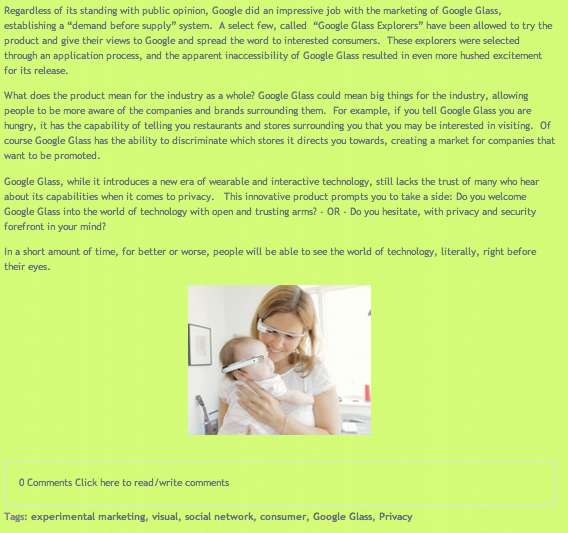 Regardless of its standing with public opinion, Google did an impressive job with the marketing of Google Glass,
establishing a “demand before supply” system.  A select few, called  “Google Glass Explorers” have been allowed to try the
product and give their views to Google and spread the word to interested consumers.  These explorers were selected
through an application process, and the apparent inaccessibility of Google Glass resulted in even more hushed excitement
for its release.
What does the product mean for the industry as a whole? Google Glass could mean big things for the industry, allowing
people to be more aware of the companies and brands surrounding them.  For example, if you tell Google Glass you are
hungry, it has the capability of telling you restaurants and stores surrounding you that you may be interested in visiting.  Of
course Google Glass has the ability to discriminate which stores it directs you towards, creating a market for companies that
want to be promoted.
Google Glass, while it introduces a new era of wearable and interactive technology, still lacks the trust of many who hear
about its capabilities when it comes to privacy.   This innovative product prompts you to take a side: Do you welcome
Google Glass into the world of technology with open and trusting arms? - OR - Do you hesitate, with privacy and security
forefront in your mind?
In a short amount of time, for better or worse, people will be able to see the world of technology, literally, right before
their eyes.
0 Comments Click here to read/write comments
Tags: experimental marketing, visual, social network, consumer, Google Glass, Privacy